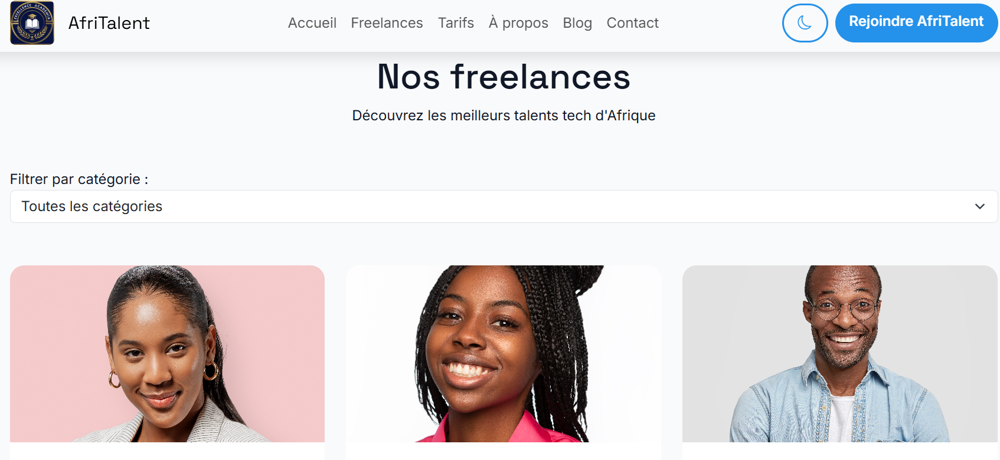 EXCELLENCE ACADEMIA
AfriTalent
Accueil Freelances Tarifs À propos Blog Contact
Rejoindre AfriTalent
Nos freelances
Découvrez les meilleurs talents tech d'Afrique
Filtrer par catégorie :
Toutes les catégories